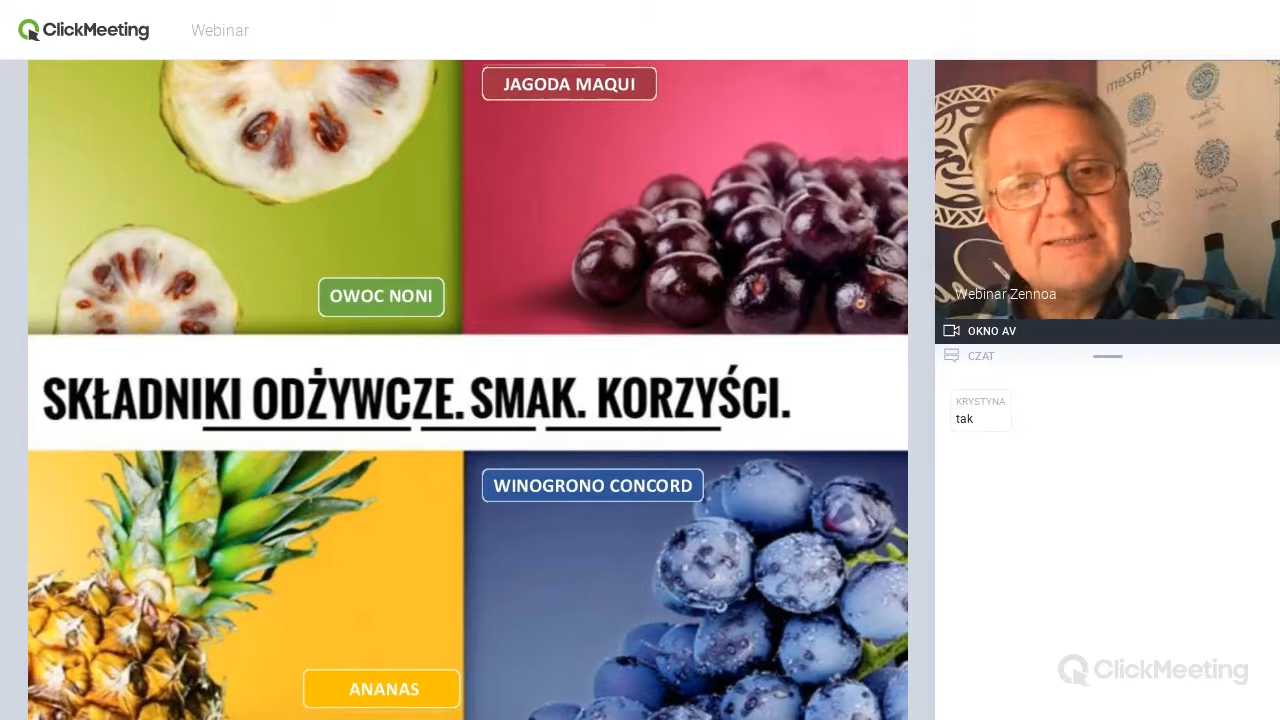 ClickMeeting
Webinar
JAGODA MAQUI
OWOC NONI
SKŁADNIKI ODŻYWCZE. SMAK. KORZYŚCI.
WINOGRONO CONCORD
ANANAS
Razem
Webinar Zennoa
OKNO AV
CZAT
KRYSTYNA
tak
ClickMeeting